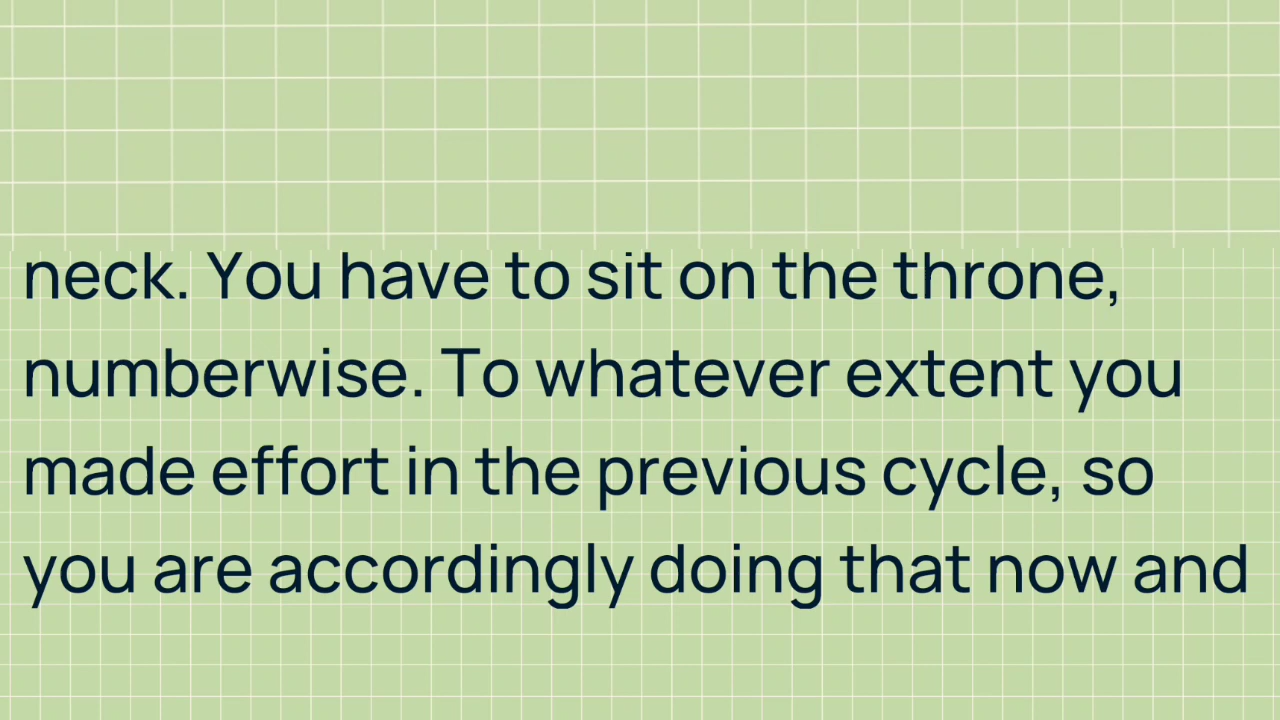 neck. You have to sit on the throne,
numberwise. To whatever extent you
made effort in the previous cycle, so
you are accordingly doing that now and